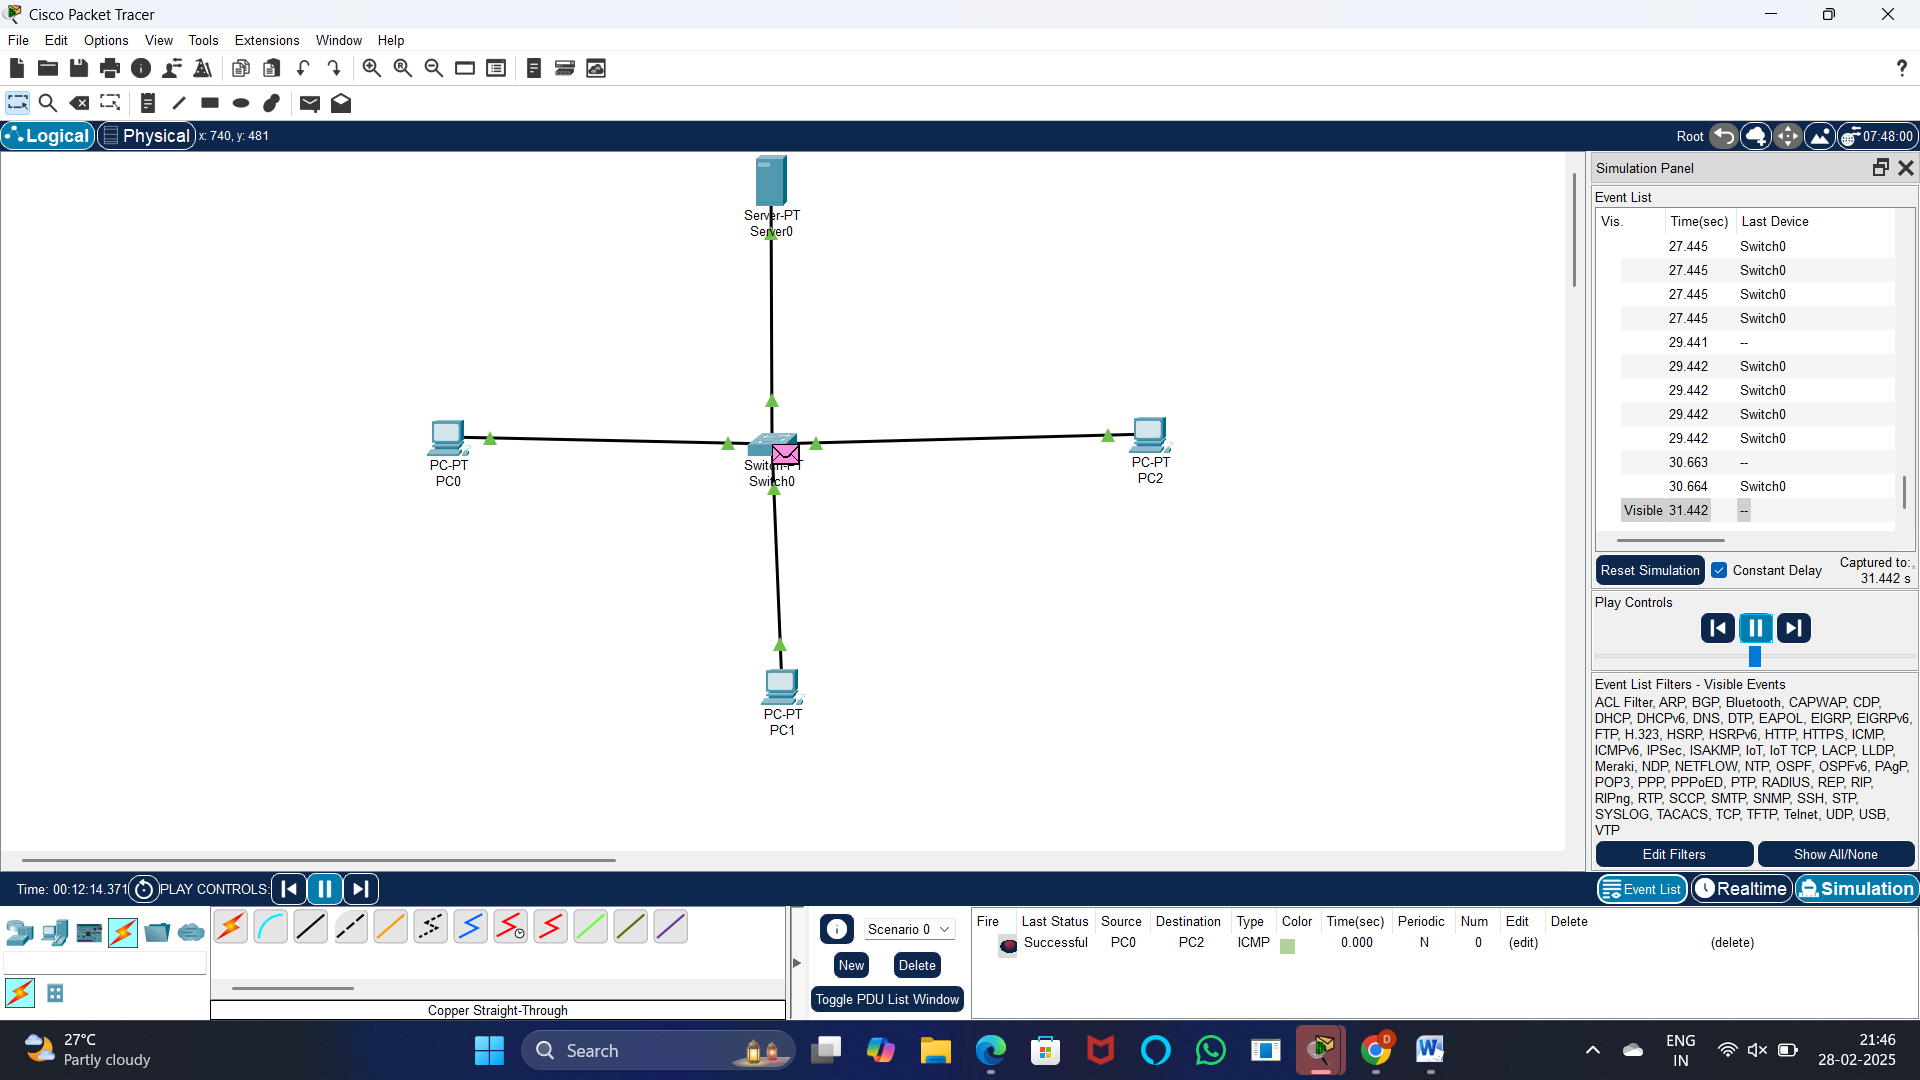 Cisco Packet Tracer
File Edit Options View Tools Extensions Window Help
?
Logical Physical x: 740, y: 481 Root 07:48:00
Server-PT
Server0
PC-PT
PC0
Switch-PT
Switch0
PC-PT
PC2
PC-PT
PC1
Simulation Panel
Event List
Vis. Time(sec) Last Device
27.445 Switch0
27.445 Switch0
27.445 Switch0
27.445 Switch0
29.441 --
29.442 Switch0
29.442 Switch0
29.442 Switch0
29.442 Switch0
30.663 --
30.664 Switch0
Visible 31.442 --
Reset Simulation Constant Delay Captured to:
31.442 s
Play Controls
Event List Filters - Visible Events
ACL Filter, ARP, BGP, Bluetooth, CAPWAP, CDP,
DHCP, DHCPv6, DNS, DTP, EAPOL, EIGRP, EIGRPv6,
FTP, H.323, HSRP, HSRPv6, HTTP, HTTPS, ICMP,
ICMPv6, IPSec, ISAKMP, IoT, IoT TCP, LACP, LLDP,
Meraki, NDP, NETFLOW, NTP, OSPF, OSPFv6, PAgP,
POP3, PPP, PPPoED, PTP, RADIUS, REP, RIP,
RIPng, RTP, SCCP, SMTP, SNMP, SSH, STP,
SYSLOG, TACACS, TCP, TFTP, Telnet, UDP, USB,
VTP
Edit Filters Show All/None
Time: 00:12:14.371 PLAY CONTROLS: Event List Realtime Simulation
Copper Straight-Through
Scenario 0
New Delete
Toggle PDU List Window
Fire Last Status Source Destination Type Color Time(sec) Periodic Num Edit Delete
Successful PC0 PC2 ICMP 0.000 N 0 (edit) (delete)
27°C
Partly cloudy
Search
D
W
ENG
IN
21:46
28-02-2025